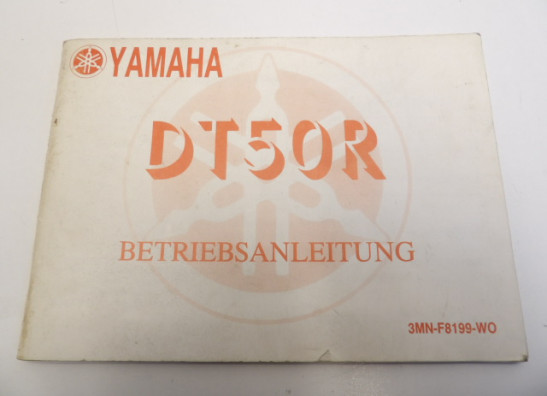 YAMAHA
DT50R
BETRIEBSANLEITUNG
3MN-F8199-WO